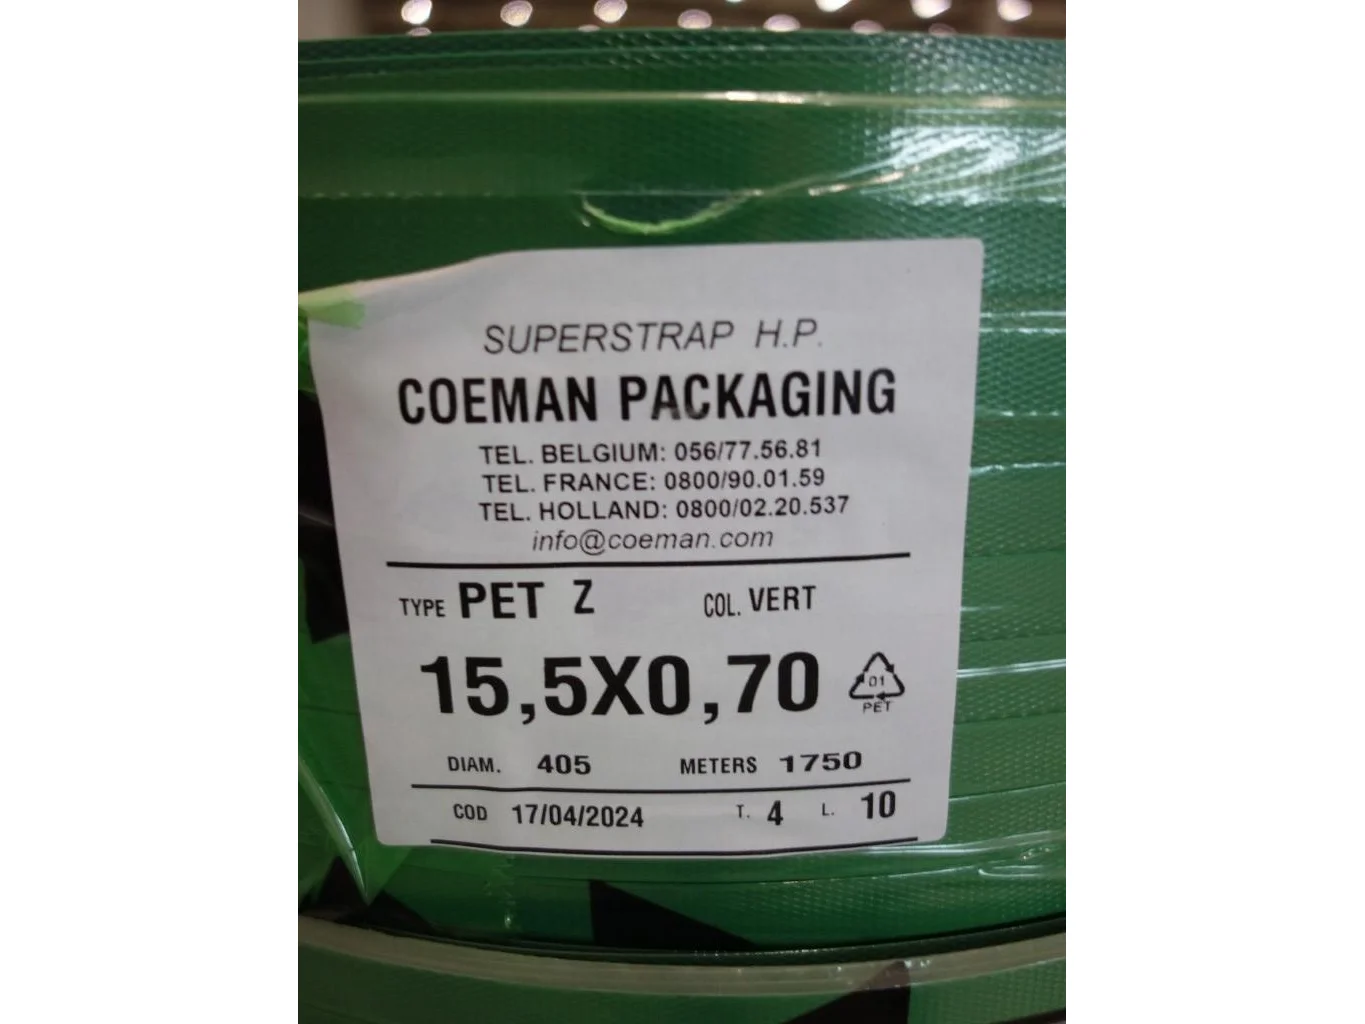 SUPERSTRAP H.P.
COEMAN PACKAGING
TEL. BELGIUM: 056/77.56.81
TEL. FRANCE: 0800/90.01.59
TEL. HOLLAND: 0800/02.20.537
info@coeman.com
TYPE PET Z COL. VERT
15,5X0,70 01
PET
DIAM. 405 METERS 1750
COD 17/04/2024 T. 4 L. 10